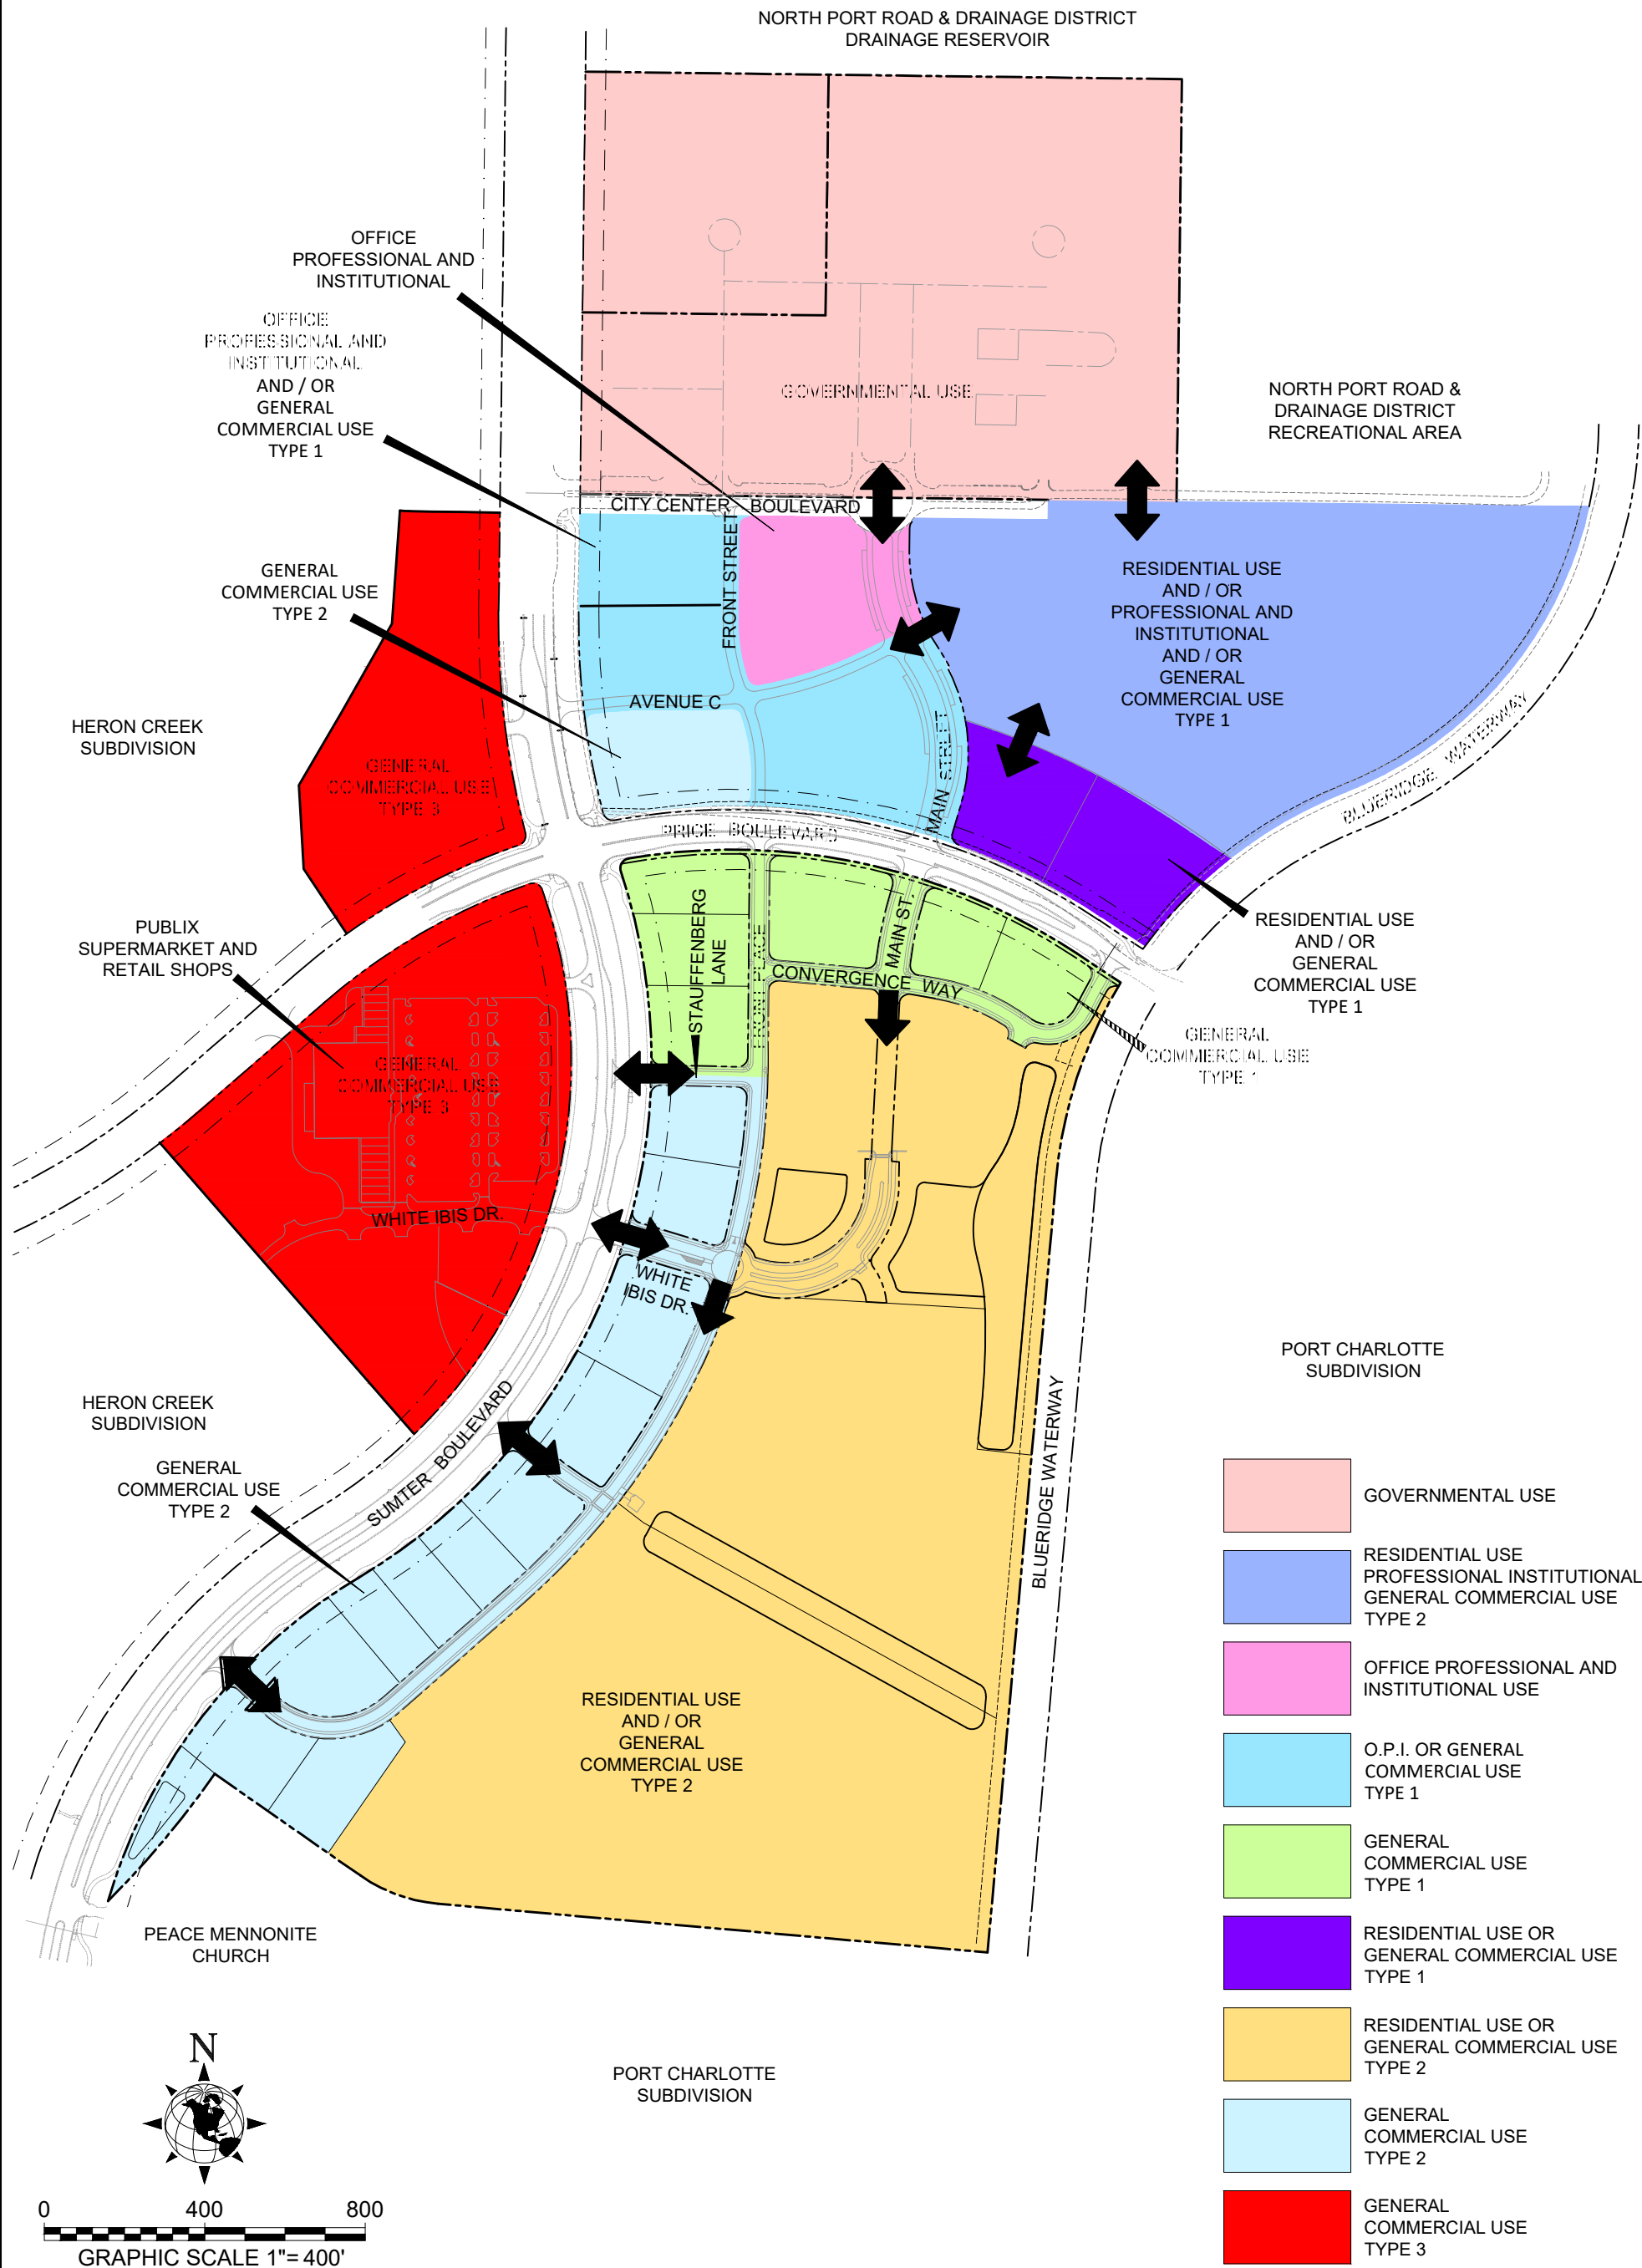 NORTH PORT ROAD & DRAINAGE DISTRICT
DRAINAGE RESERVOIR
OFFICE
PROFESSIONAL AND
INSTITUTIONAL
OFFICE
PROFESSIONAL AND
INSTITUTIONAL
AND / OR
GENERAL
COMMERCIAL USE
TYPE 1
GOVERNMENTAL USE
NORTH PORT ROAD &
DRAINAGE DISTRICT
RECREATIONAL AREA
CITY CENTER BOULEVARD
FRONT STREET
GENERAL
COMMERCIAL USE
TYPE 2
RESIDENTIAL USE
AND / OR
PROFESSIONAL AND
INSTITUTIONAL
AND / OR
GENERAL
COMMERCIAL USE
TYPE 1
AVENUE C
MAIN STREET
BLUERIDGE WATERWAY
HERON CREEK
SUBDIVISION
GENERAL
COMMERCIAL USE
TYPE 3
PRICE BOULEVARD
PUBLIX
SUPERMARKET AND
RETAIL SHOPS
STAUFFENBERG
LANE
FRONT PLACE
MAIN ST.
CONVERGENCE WAY
RESIDENTIAL USE
AND / OR
GENERAL
COMMERCIAL USE
TYPE 1
GENERAL
COMMERCIAL USE
TYPE 1
GENERAL
COMMERCIAL USE
TYPE 3
WHITE IBIS DR.
WHITE
IBIS DR.
PORT CHARLOTTE
SUBDIVISION
HERON CREEK
SUBDIVISION
SUMTER BOULEVARD
BLUERIDGE WATERWAY
GENERAL
COMMERCIAL USE
TYPE 2
RESIDENTIAL USE
AND / OR
GENERAL
COMMERCIAL USE
TYPE 2
PEACE MENNONITE
CHURCH
PORT CHARLOTTE
SUBDIVISION
GOVERNMENTAL USE
RESIDENTIAL USE
PROFESSIONAL INSTITUTIONAL
GENERAL COMMERCIAL USE
TYPE 2
OFFICE PROFESSIONAL AND
INSTITUTIONAL USE
O.P.I. OR GENERAL
COMMERCIAL USE
TYPE 1
GENERAL
COMMERCIAL USE
TYPE 1
RESIDENTIAL USE OR
GENERAL COMMERCIAL USE
TYPE 1
RESIDENTIAL USE OR
GENERAL COMMERCIAL USE
TYPE 2
GENERAL
COMMERCIAL USE
TYPE 2
GENERAL
COMMERCIAL USE
TYPE 3
N
0 400 800
GRAPHIC SCALE 1"= 400'